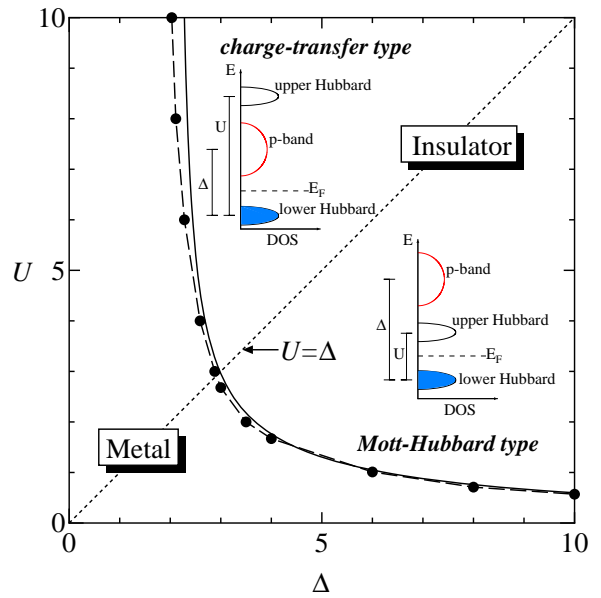 10
charge-transfer type
E
upper Hubbard
U
p-band
Δ
E_F
lower Hubbard
DOS
Insulator
E
p-band
Δ
upper Hubbard
U
E_F
lower Hubbard
DOS
U
5
U=Δ
Metal
Mott-Hubbard type
0
0
5
10
Δ